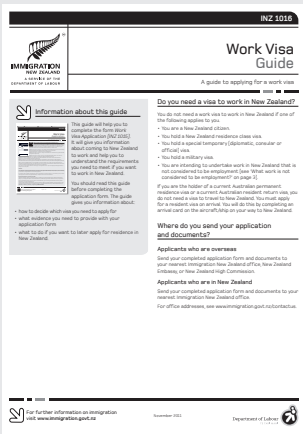 INZ 1016
IMMIGRATION
NEW ZEALAND
A SERVICE OF THE
DEPARTMENT OF LABOUR
Work Visa
Guide
A guide to applying for a work visa
Information about this guide
This guide will help you to
complete the form Work
Visa Application (INZ 1015).
It will give you information
about coming to New Zealand
to work and help you to
understand the requirements
you need to meet if you want
to work in New Zealand.
You should read this guide
before completing the
application form. The guide
gives you information about:
• how to decide which visa you need to apply for
• what evidence you need to provide with your
application form
• what to do if you want to later apply for residence in
New Zealand.
Do you need a visa to work in New Zealand?
You do not need a work visa to work in New Zealand if one of
the following applies to you.
• You are a New Zealand citizen.
• You hold a New Zealand residence class visa.
• You hold a special temporary (diplomatic, consular or
official) visa.
• You hold a military visa.
• You are intending to undertake work in New Zealand that is
not considered to be employment (see 'What work is not
considered to be employment?' on page 3).
If you are the holder of a current Australian permanent
residence visa or a current Australian resident return visa, you
do not need a visa to travel to New Zealand. You must apply
for a resident visa on arrival. You will do this by completing an
arrival card on the aircraft/ship on your way to New Zealand.
Where do you send your application
and documents?
Applicants who are overseas
Send your completed application form and documents to
your nearest Immigration New Zealand office, New Zealand
Embassy, or New Zealand High Commission.
Applicants who are in New Zealand
Send your completed application form and documents to your
nearest Immigration New Zealand office.
For office addresses, see www.immigration.govt.nz/contactus.
For further information on immigration
visit www.immigration.govt.nz
November 2011
Department of Labour